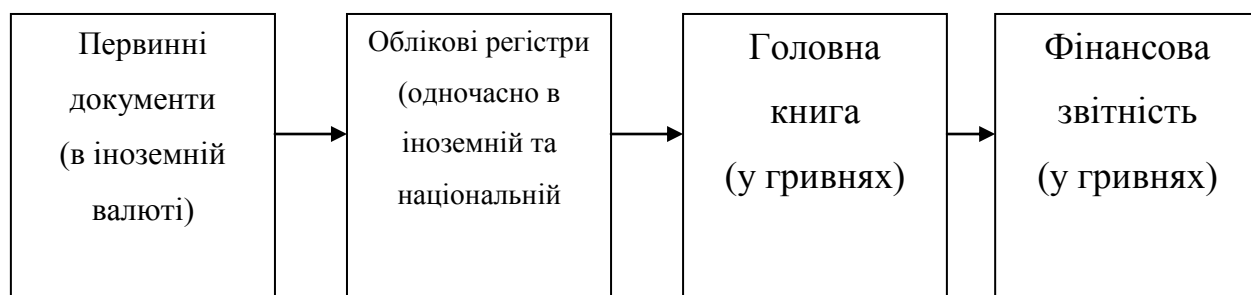 Первинні
документи
(в іноземній
валюті)
Облікові регістри
(одночасно в
іноземній та
національній
Головна
книга
(у гривнях)
Фінансова
звітність
(у гривнях)